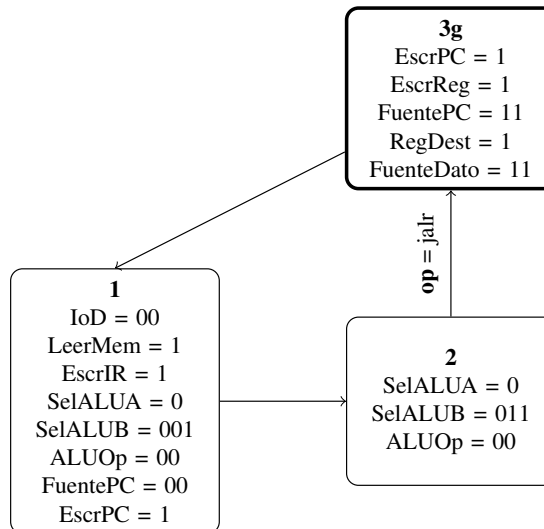 3g
EscrPC = 1
EscrReg = 1
FuentePC = 11
RegDest = 1
FuenteDato = 11
op = jalr
1
IoD = 00
LeerMem = 1
EscrIR = 1
SelALUA = 0
SelALUB = 001
ALUOp = 00
FuentePC = 00
EscrPC = 1
2
SelALUA = 0
SelALUB = 011
ALUOp = 00